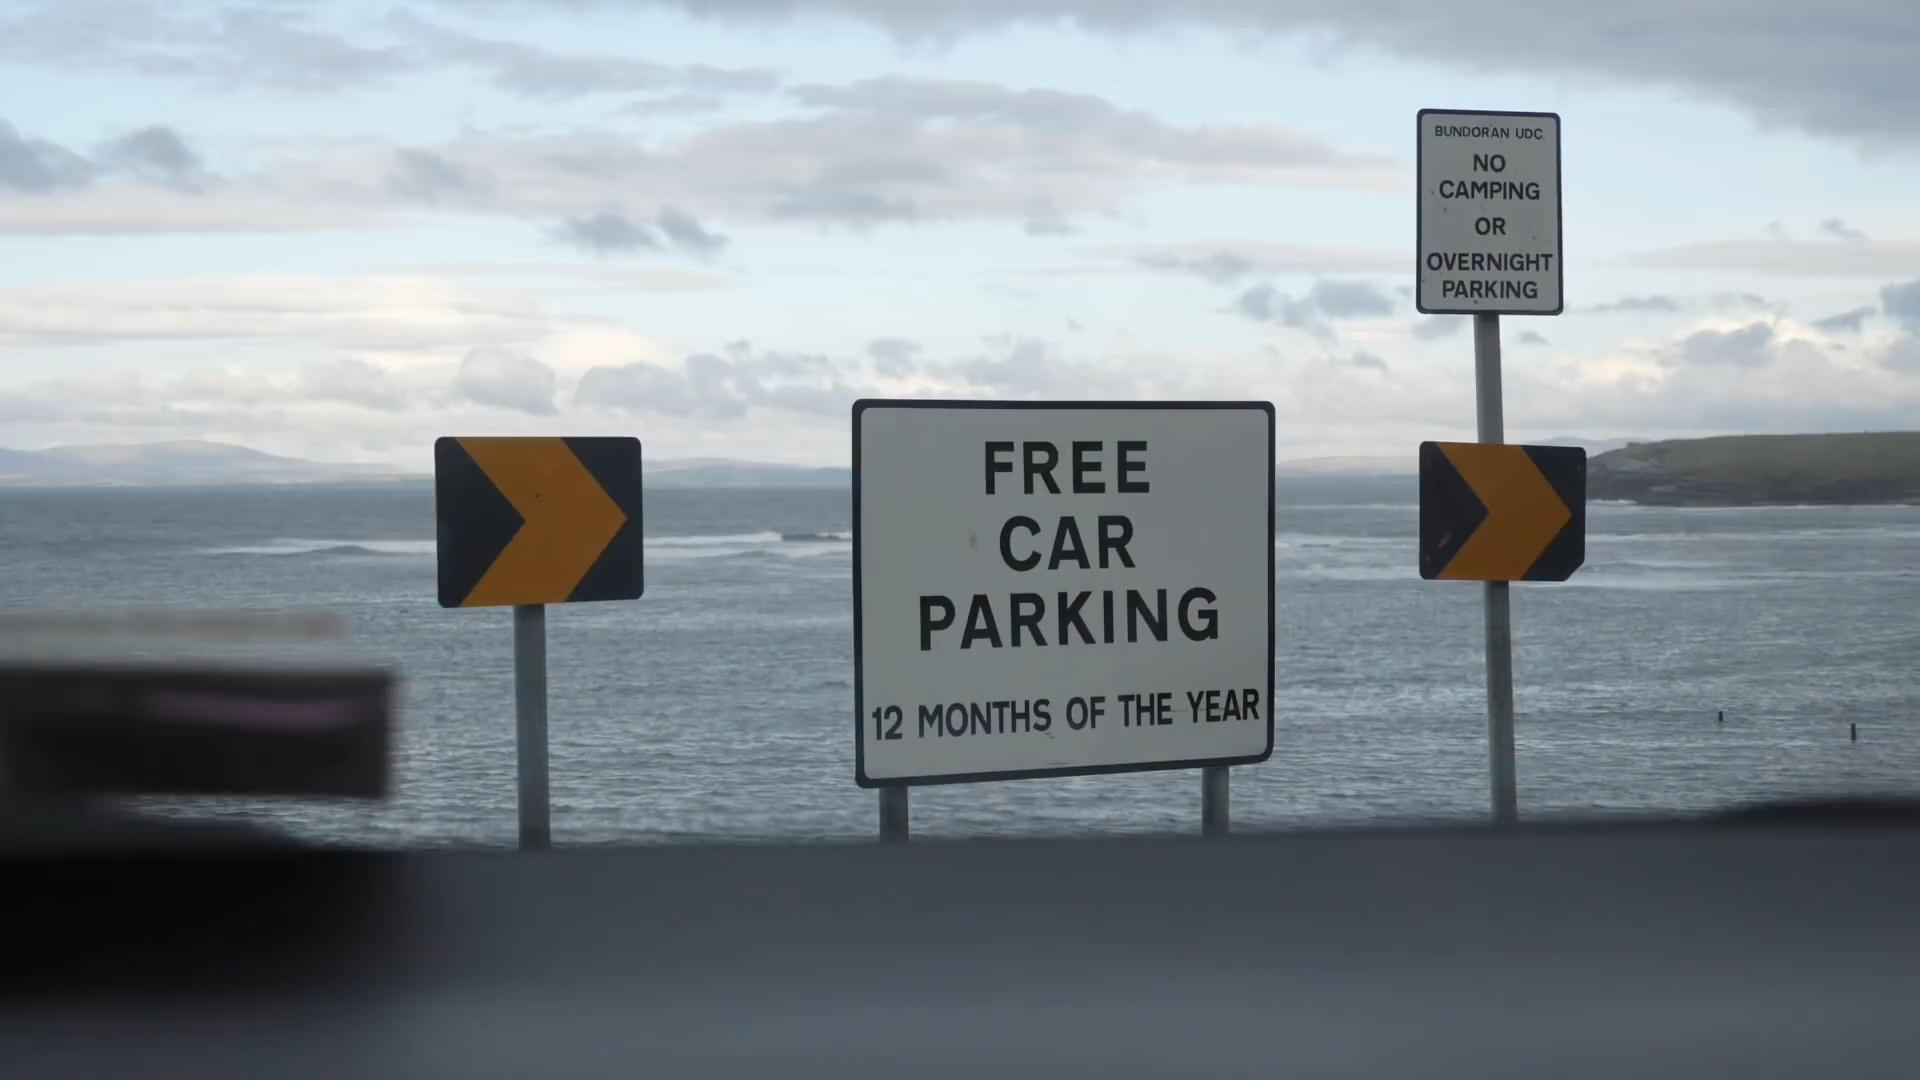 BUNDORAN UDC.
NO
CAMPING
OR
OVERNIGHT
PARKING
FREE
CAR
PARKING
12 MONTHS OF THE YEAR